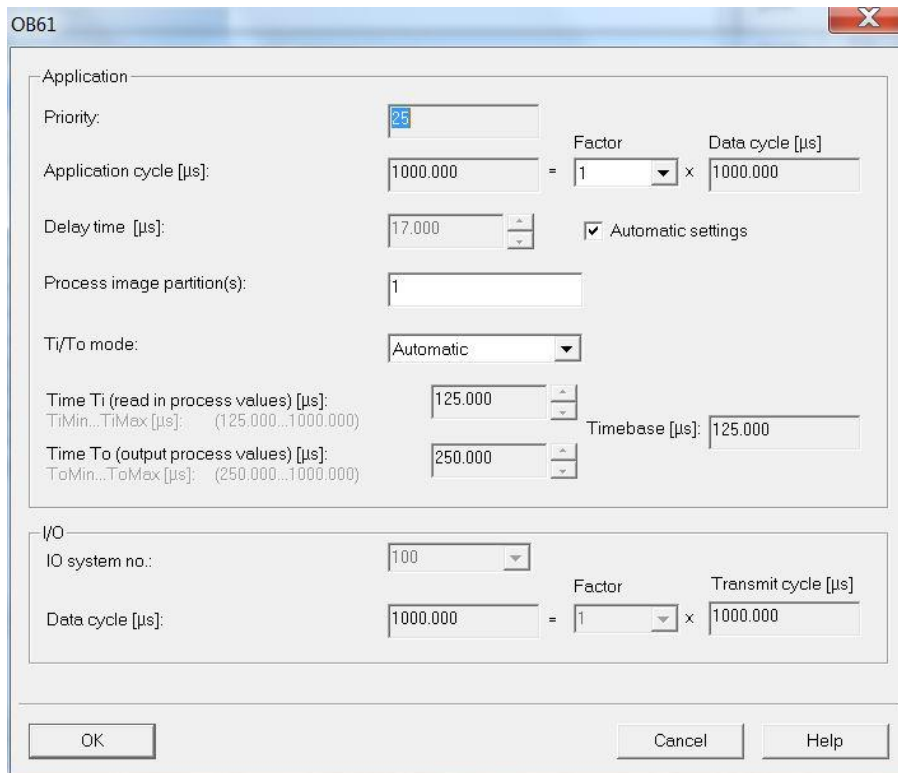 OB61
Application
Priority: 25
Factor Data cycle [µs]
Application cycle [µs]: 1000.000 = 1 x 1000.000
Delay time [µs]: 17.000 Automatic settings
Process image partition(s): 1
Ti/To mode: Automatic
Time Ti (read in process values) [µs]: 125.000
TiMin...TiMax [µs]: (125.000...1000.000)
Timebase [µs]: 125.000
Time To (output process values) [µs]: 250.000
ToMin...ToMax [µs]: (250.000...1000.000)
I/O
IO system no.: 100
Factor Transmit cycle [µs]
Data cycle [µs]: 1000.000 = 1 x 1000.000
OK Cancel Help